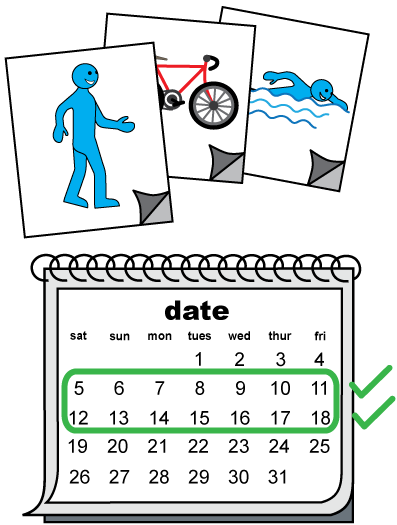 date
sat sun mon tues wed thur fri
1 2 3 4
5 6 7 8 9 10 11
12 13 14 15 16 17 18
19 20 21 22 23 24 25
26 27 28 29 30 31